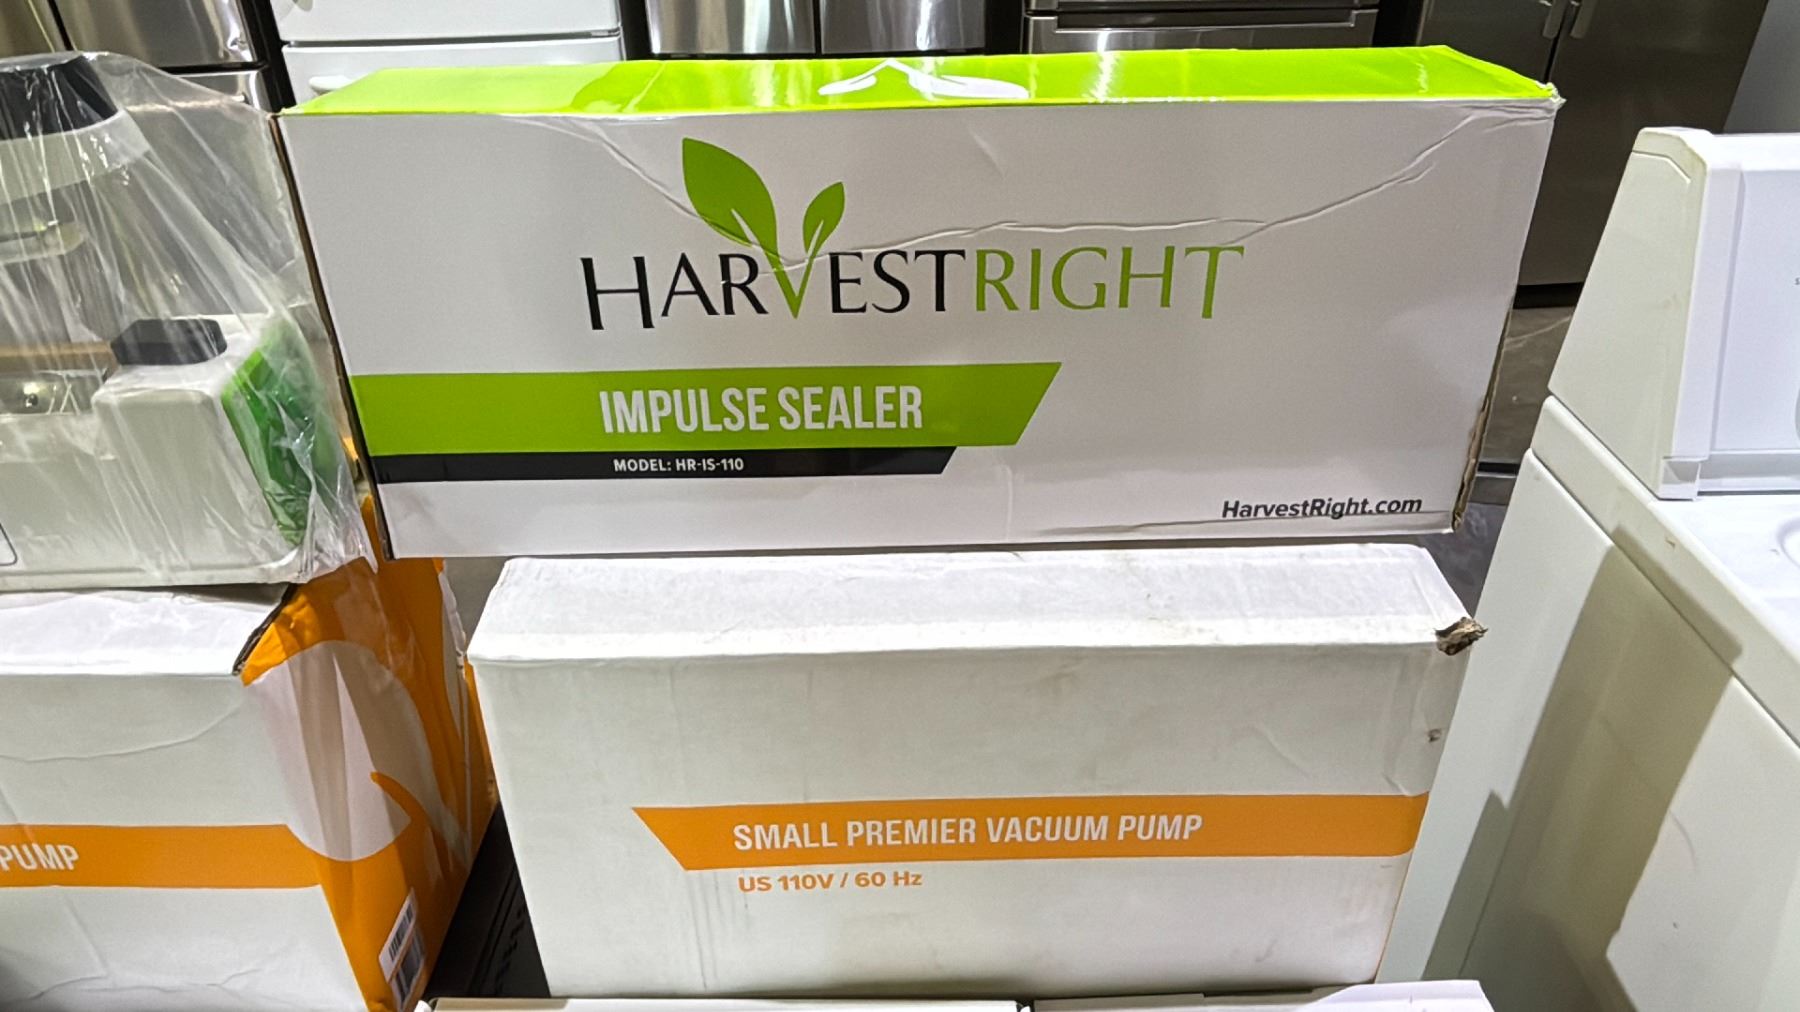 HARVESTRIGHT
IMPULSE SEALER
MODEL: HR-IS-110
HarvestRight.com
SMALL PREMIER VACUUM PUMP
US 110V / 60 Hz
PUMP